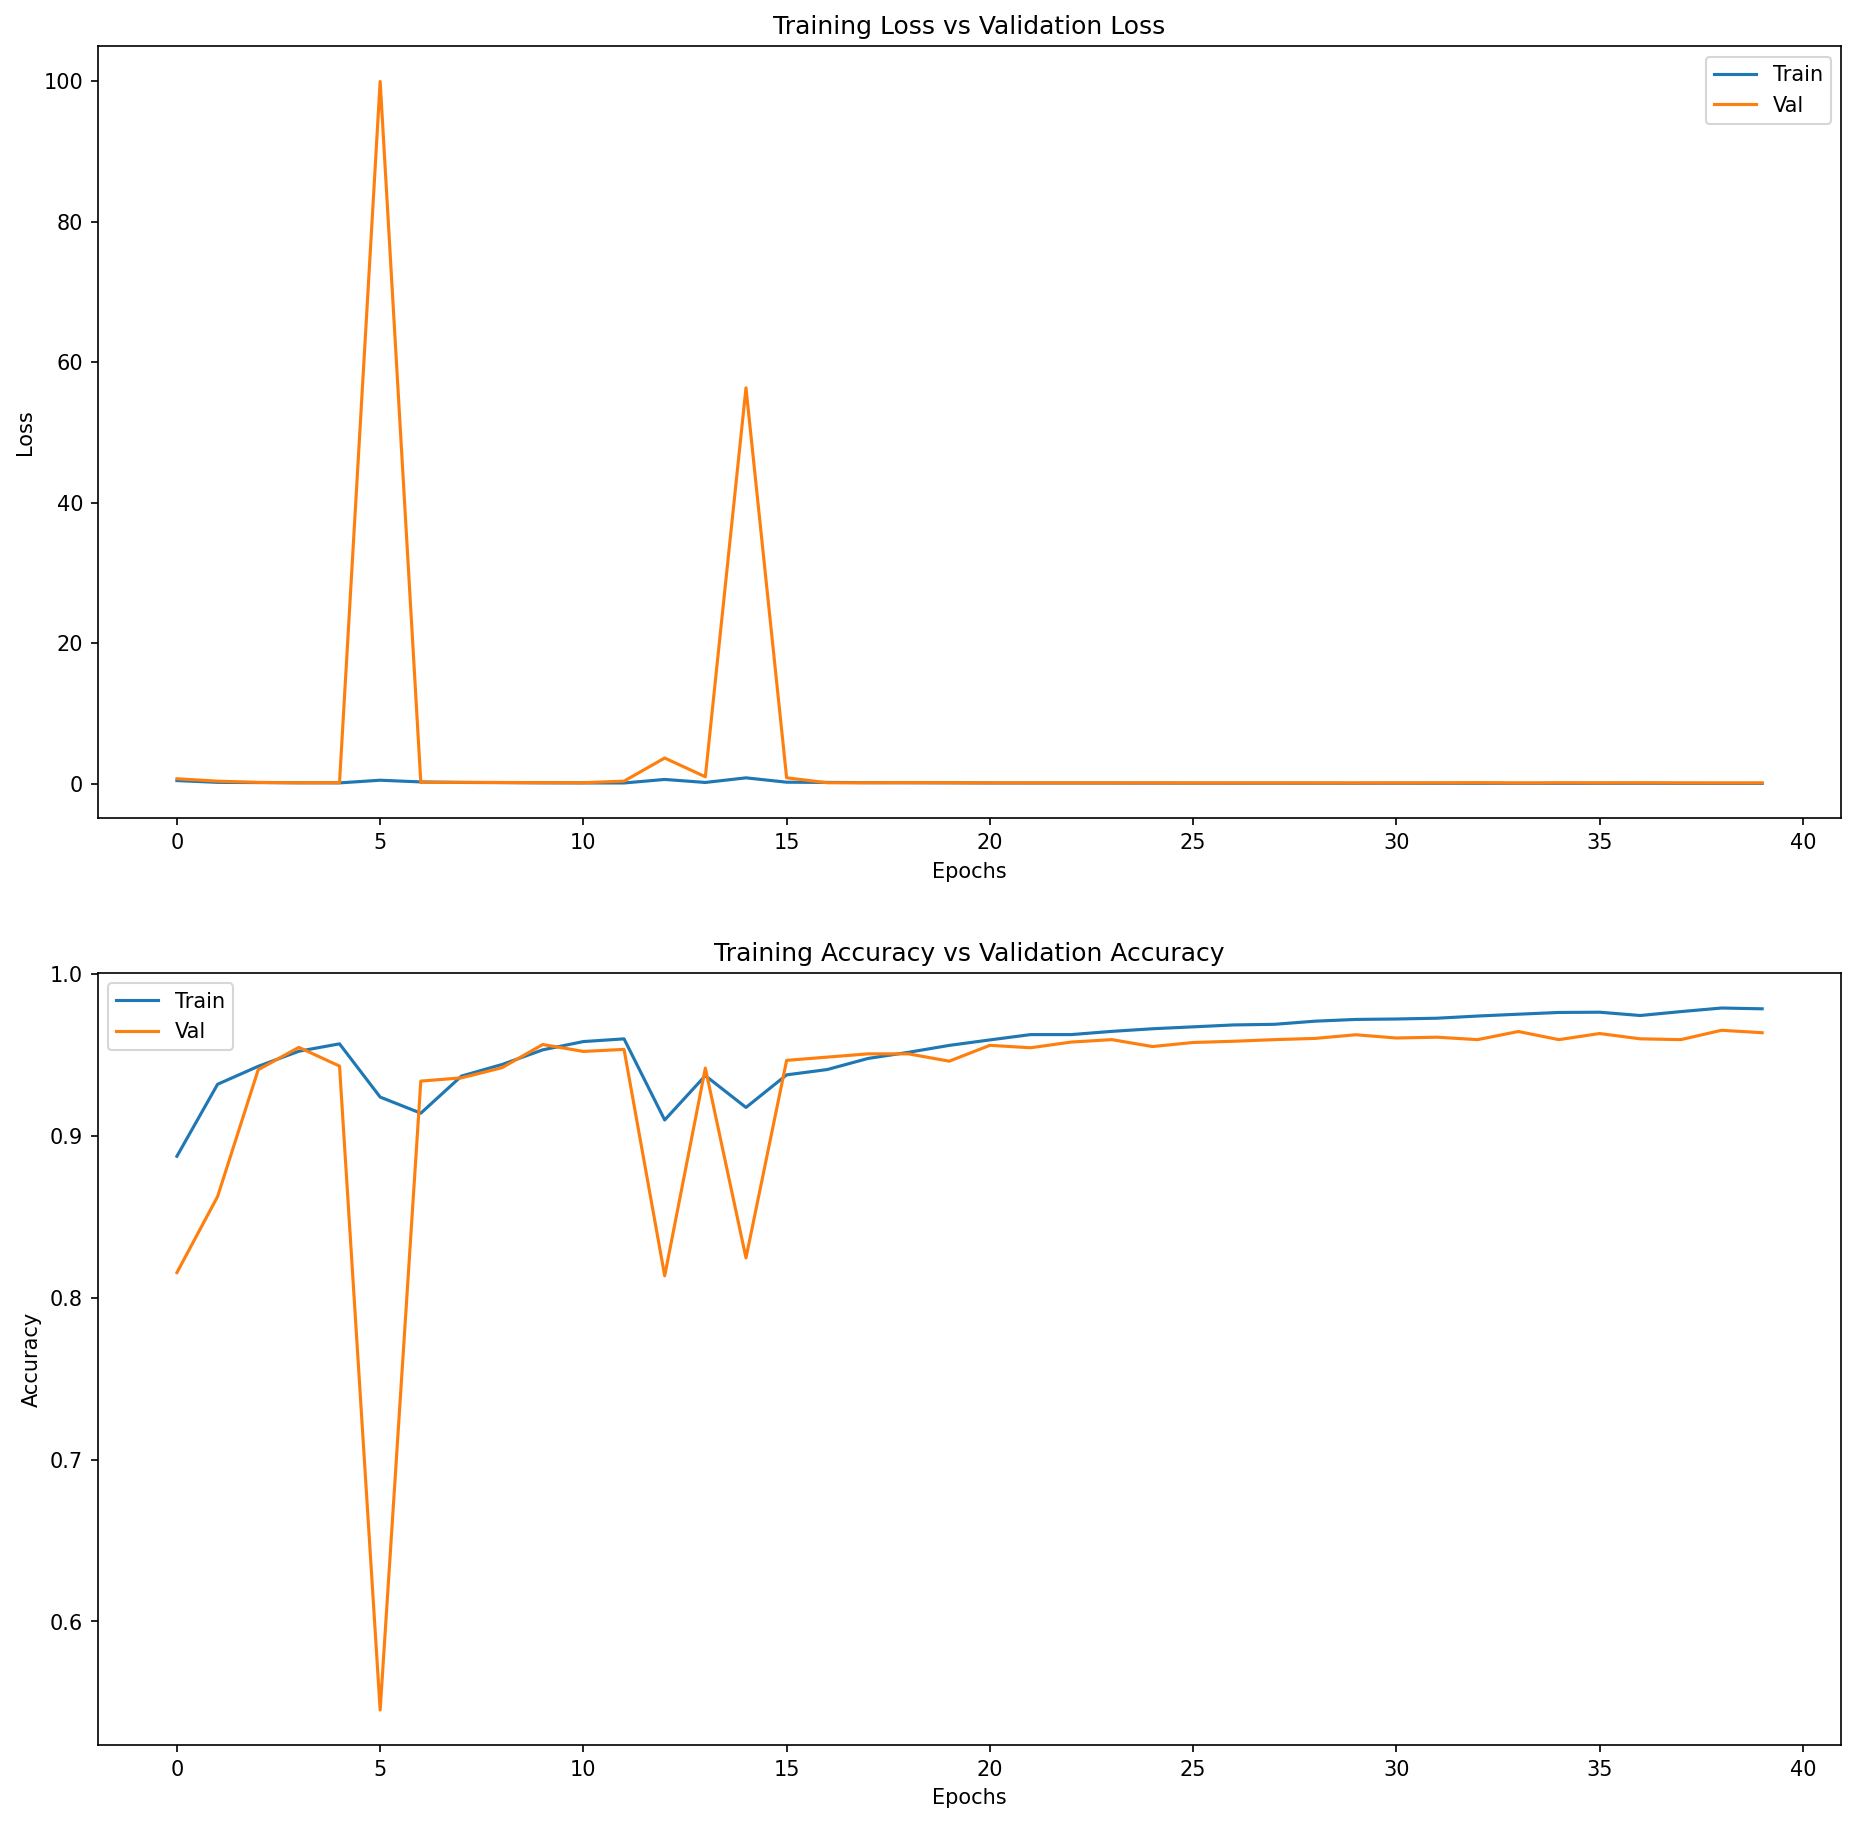 Training Loss vs Validation Loss
Train
Val
100
80
60
40
20
0
Loss
0 5 10 15 20 25 30 35 40
Epochs
Training Accuracy vs Validation Accuracy
Train
Val
1.0
0.9
0.8
0.7
0.6
Accuracy
0 5 10 15 20 25 30 35 40
Epochs